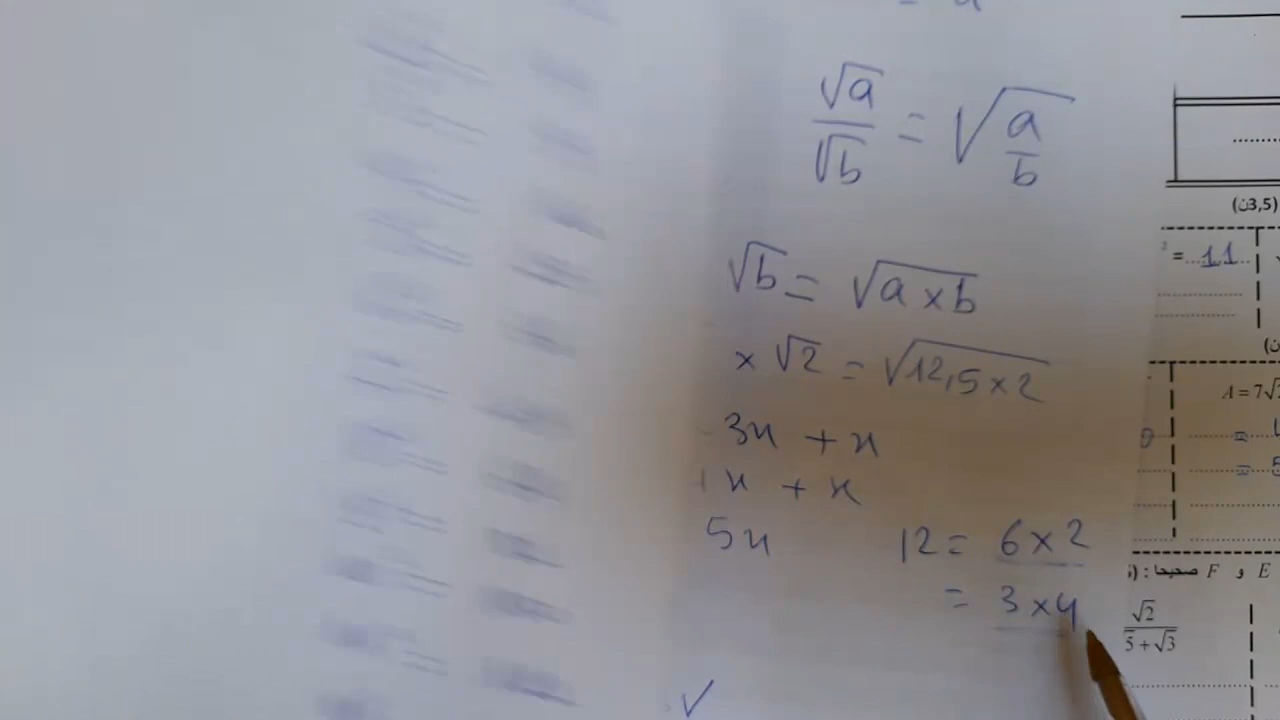 √a/√b = √(a/b)
√b = √(a × b)
× √2 = √(12,5 × 2)
3x + x
x + x
5x
12 = 6 × 2
= 3 × 4
(3,5ن)
= 11
A = 7√
=
= 5
E و F صحيحا :
√2
5 + √3